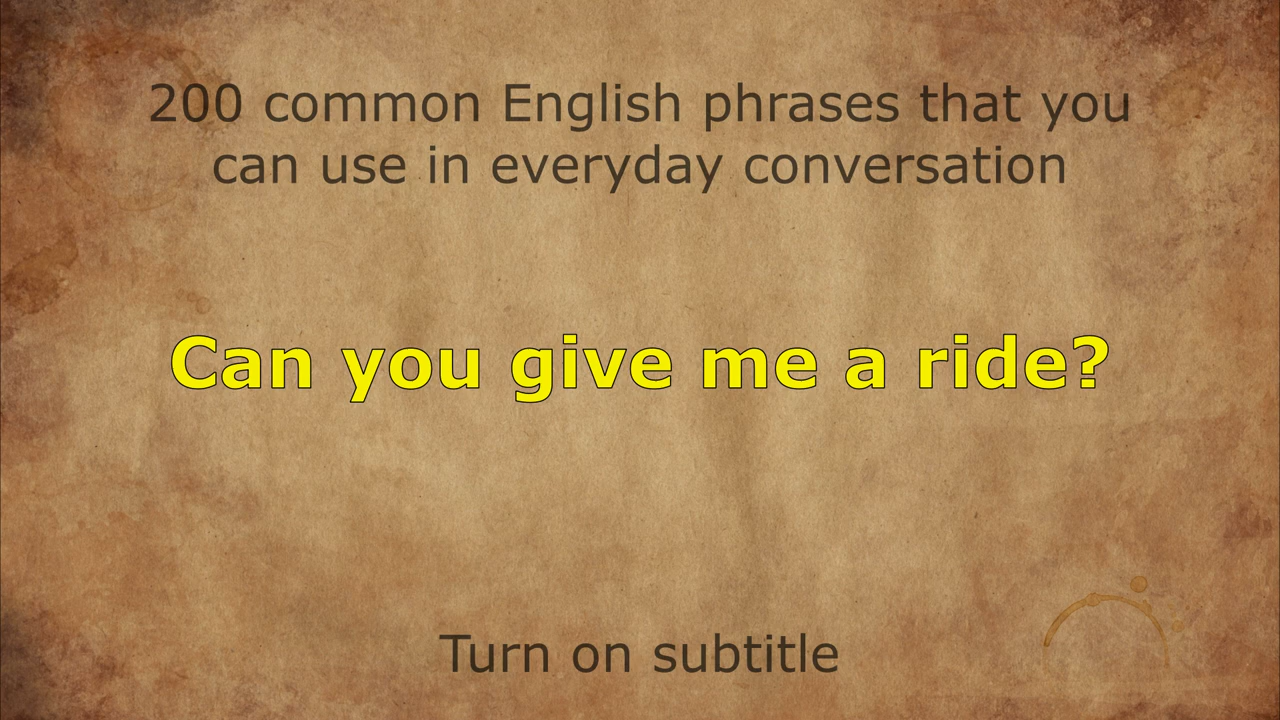 200 common English phrases that you
can use in everyday conversation
Can you give me a ride?
Turn on subtitle